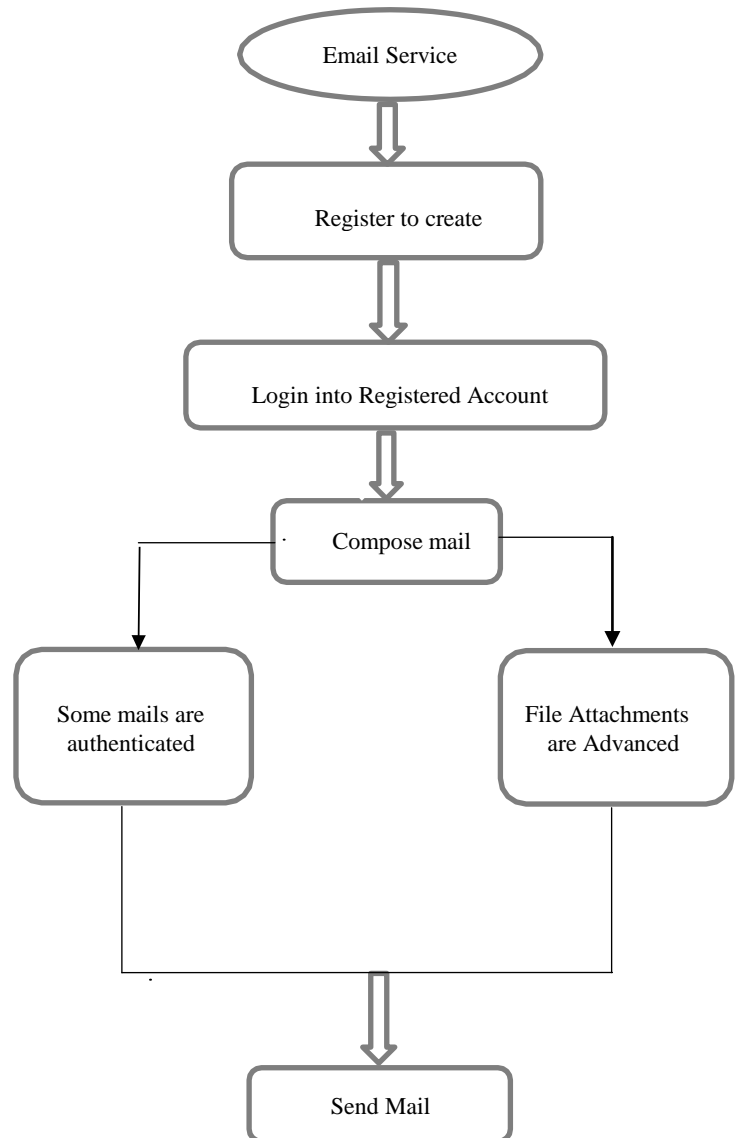 Email Service
Register to create
Login into Registered Account
Compose mail
Some mails are
authenticated
File Attachments
are Advanced
Send Mail